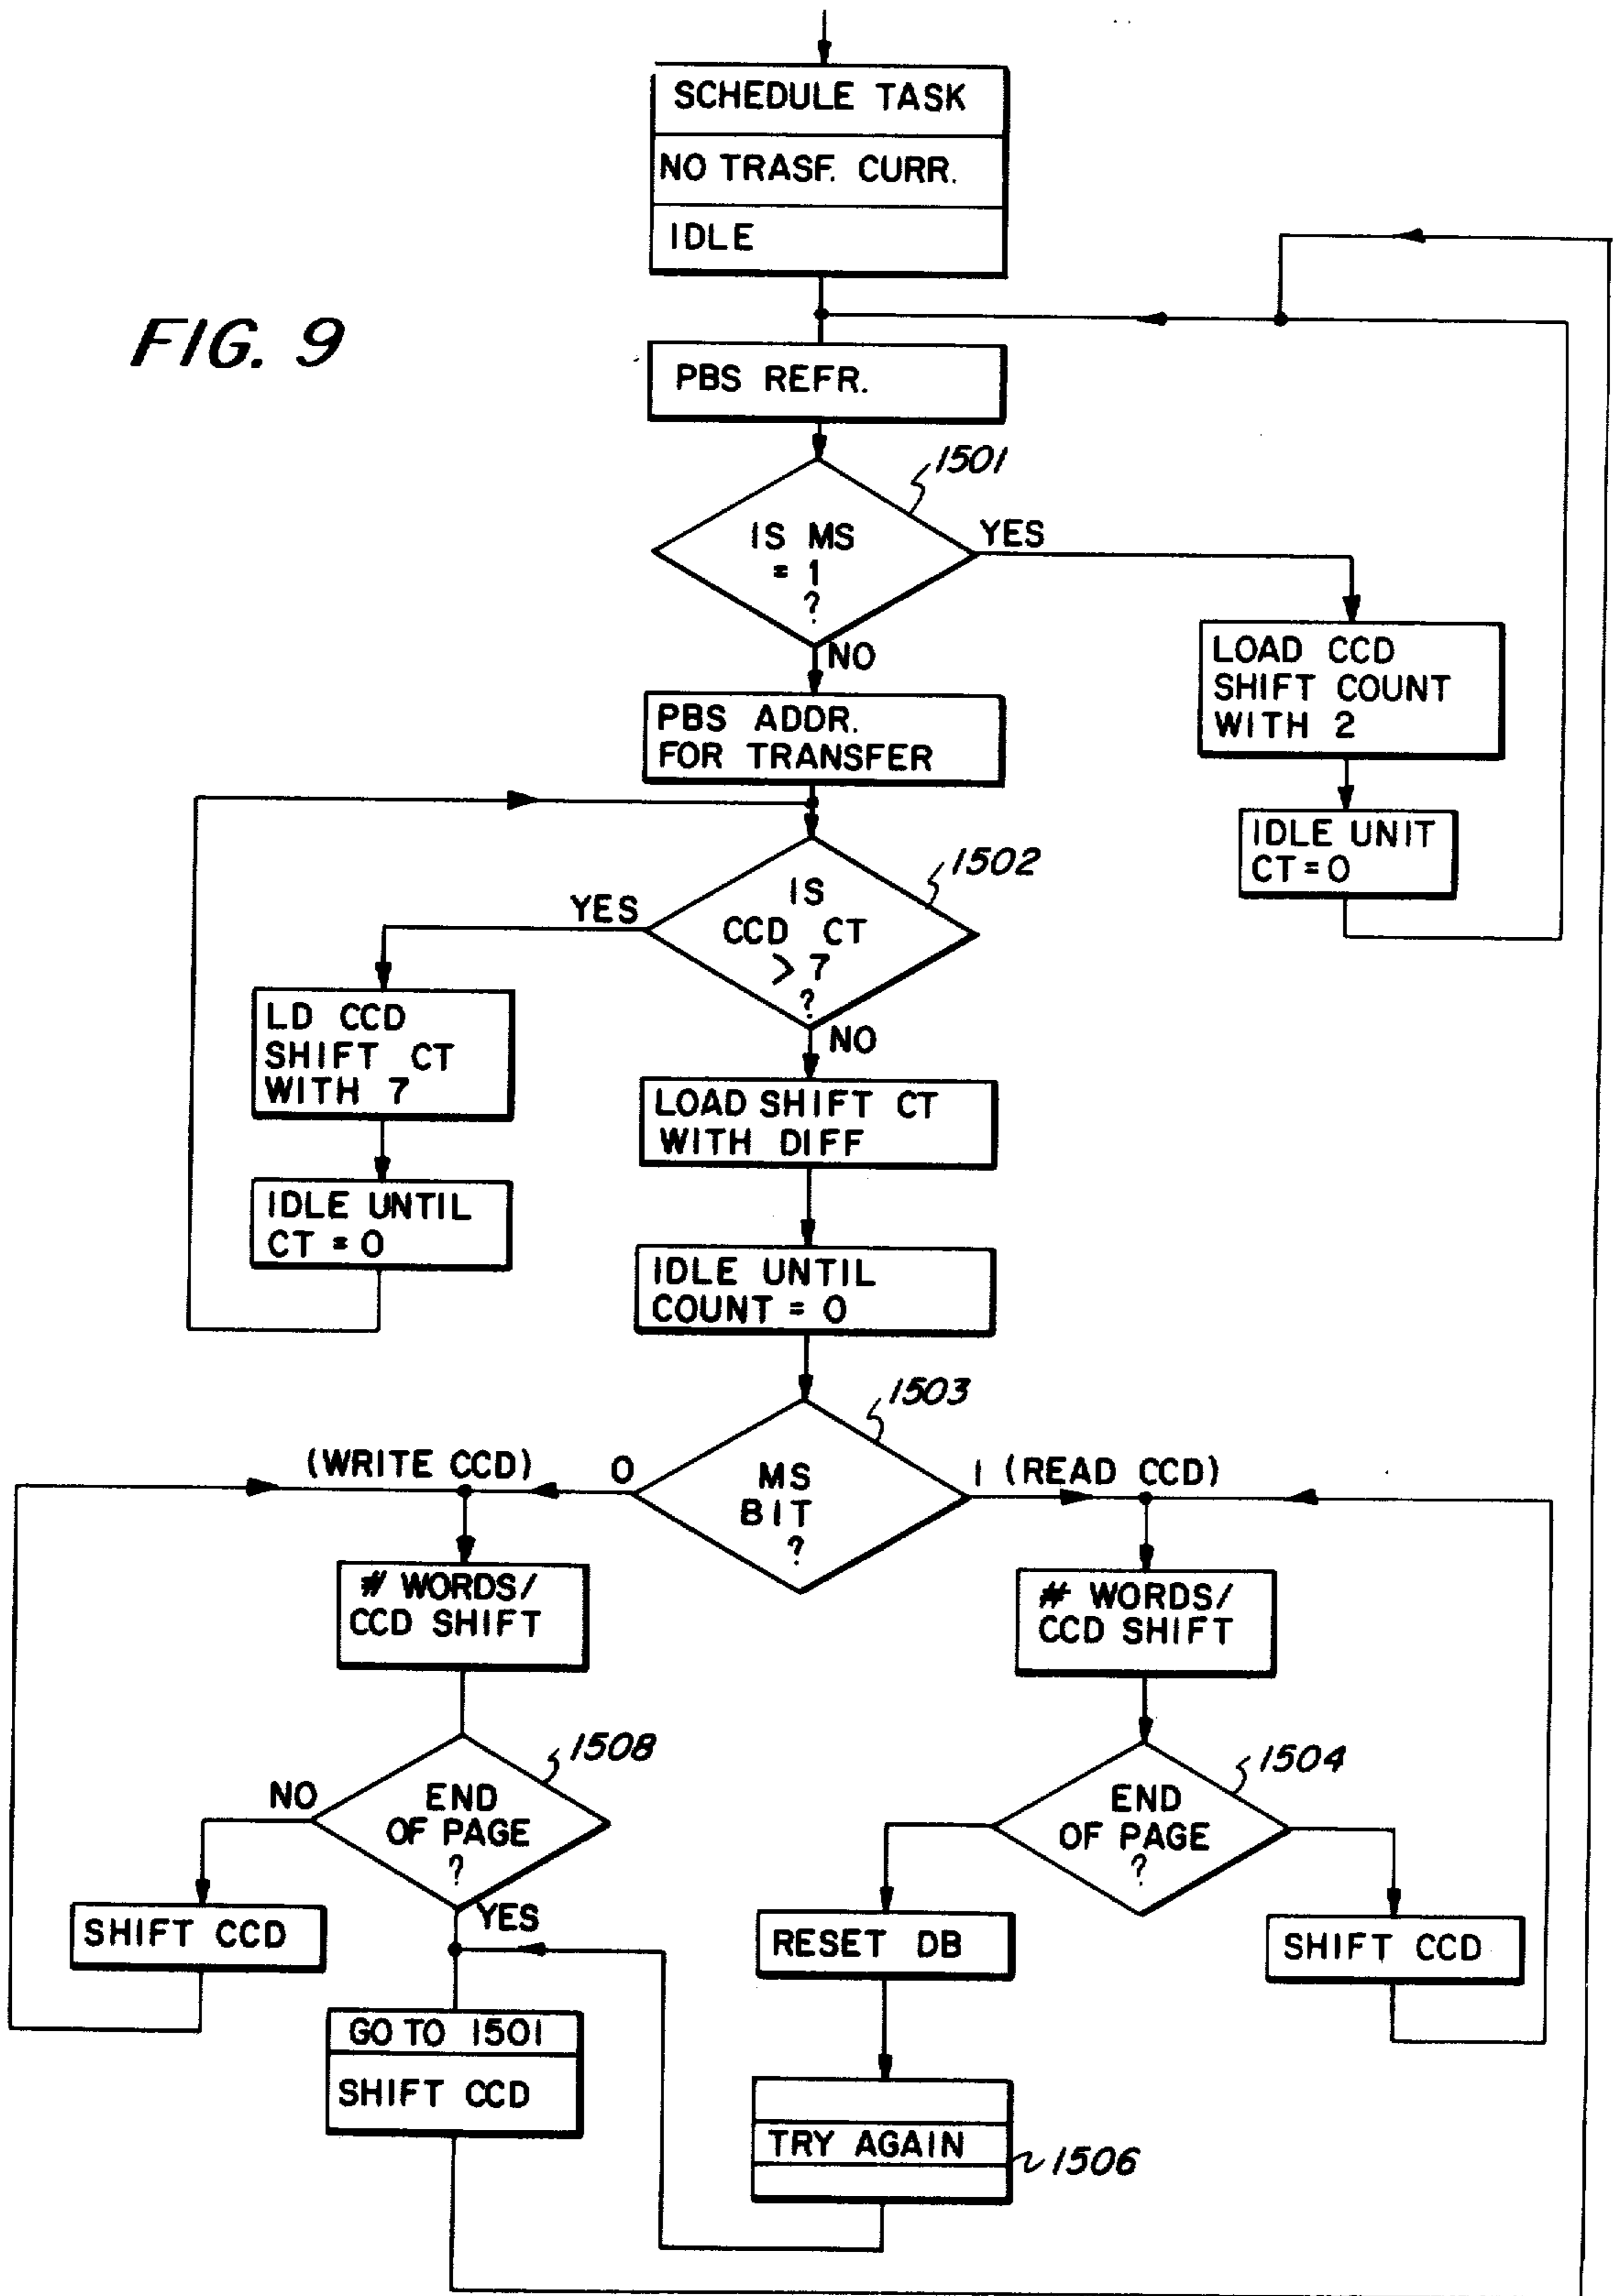 SCHEDULE TASK
NO TRASF. CURR.
IDLE
FIG. 9
PBS REFR.
1501
IS MS
= 1
?
YES
NO
LOAD CCD
SHIFT COUNT
WITH 2
PBS ADDR.
FOR TRANSFER
IDLE UNIT
CT = 0
1502
IS
CCD CT
> 7
?
YES
NO
LD CCD
SHIFT CT
WITH 7
LOAD SHIFT CT
WITH DIFF
IDLE UNTIL
CT = 0
IDLE UNTIL
COUNT = 0
1503
(WRITE CCD)
0
MS
BIT
?
1 (READ CCD)
# WORDS/
CCD SHIFT
# WORDS/
CCD SHIFT
1508
NO
END
OF PAGE
?
YES
1504
END
OF PAGE
?
SHIFT CCD
RESET DB
SHIFT CCD
GO TO 1501
SHIFT CCD
TRY AGAIN
1506